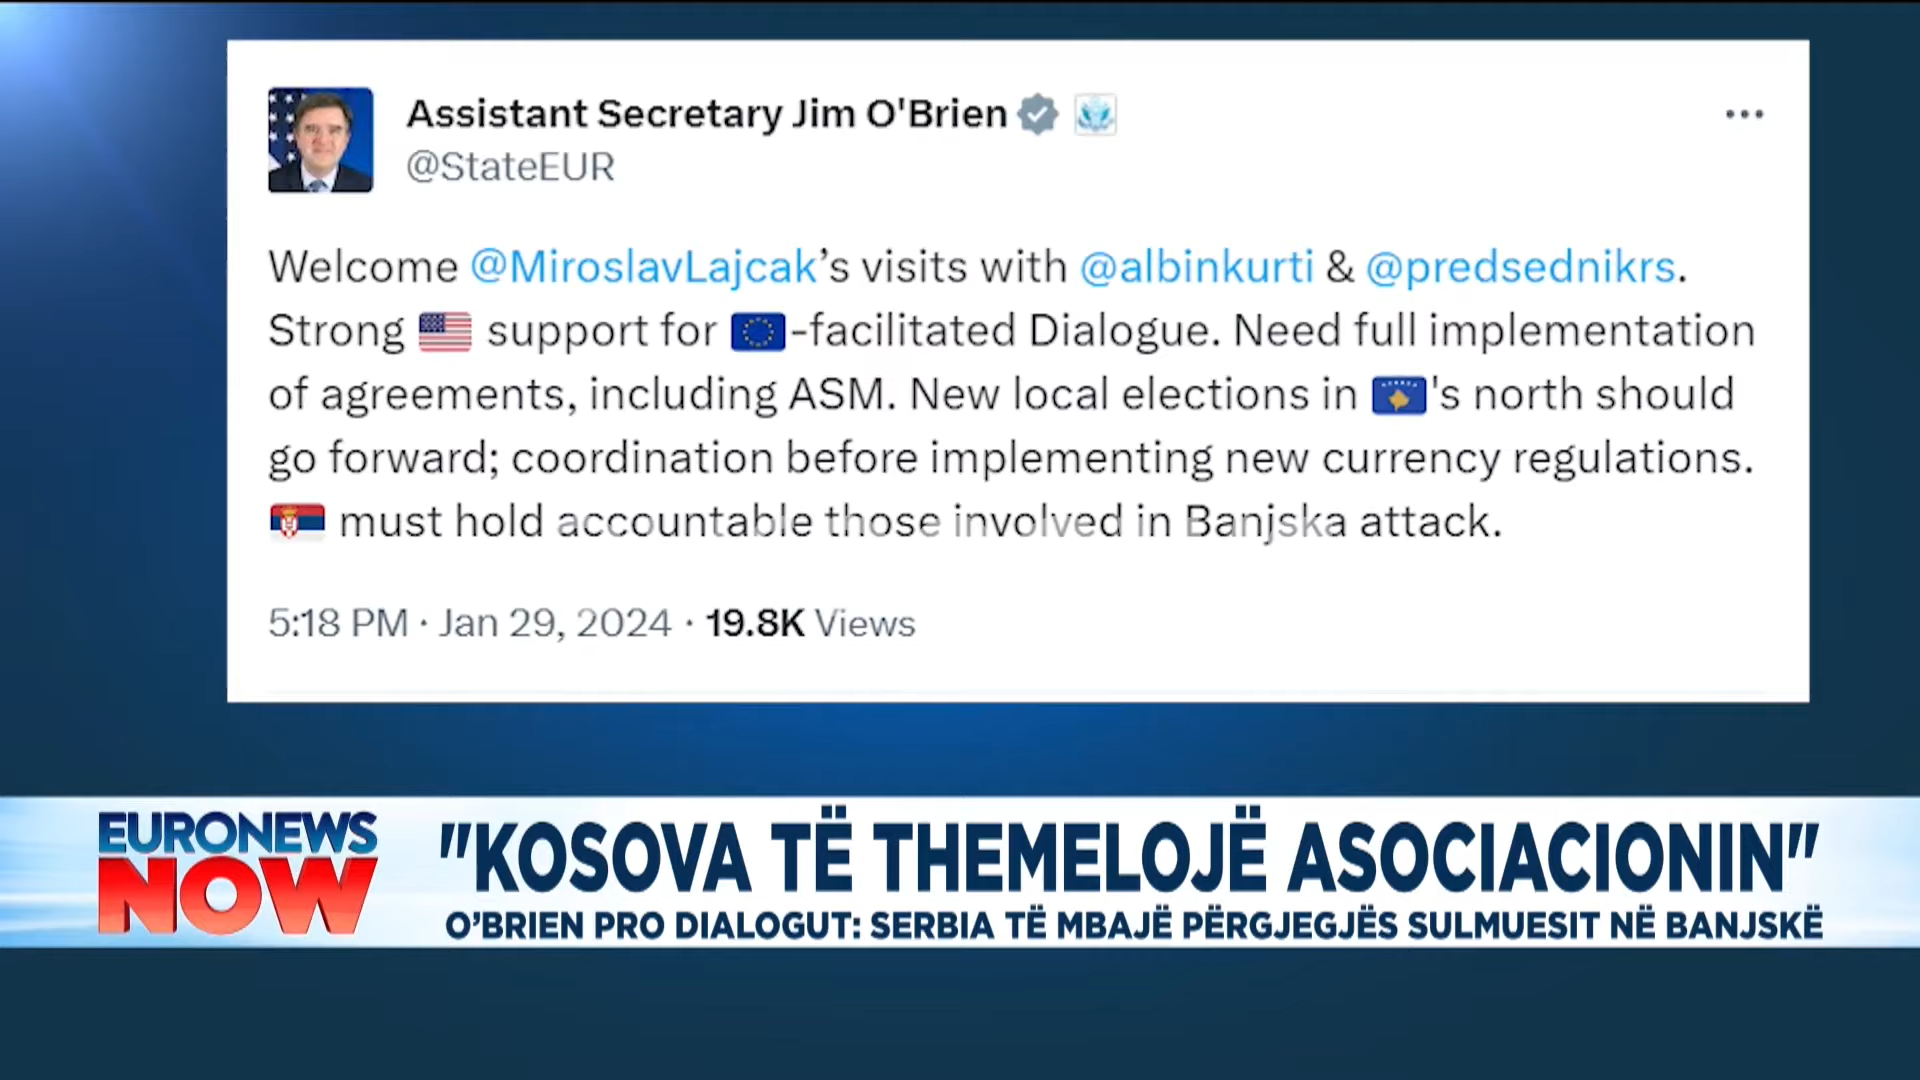 Assistant Secretary Jim O'Brien
@StateEUR
Welcome @MiroslavLajcak’s visits with @albinkurti & @predsednikrs.
Strong 🇺🇸 support for 🇪🇺-facilitated Dialogue. Need full implementation
of agreements, including ASM. New local elections in 🇽🇰's north should
go forward; coordination before implementing new currency regulations.
🇷🇸 must hold accountable those involved in Banjska attack.
5:18 PM · Jan 29, 2024 · 19.8K Views
EURONEWS
NOW
"KOSOVA TË THEMELOJË ASOCIACIONIN"
O’BRIEN PRO DIALOGUT: SERBIA TË MBAJË PËRGJEGJËS SULMUESIT NË BANJSKË